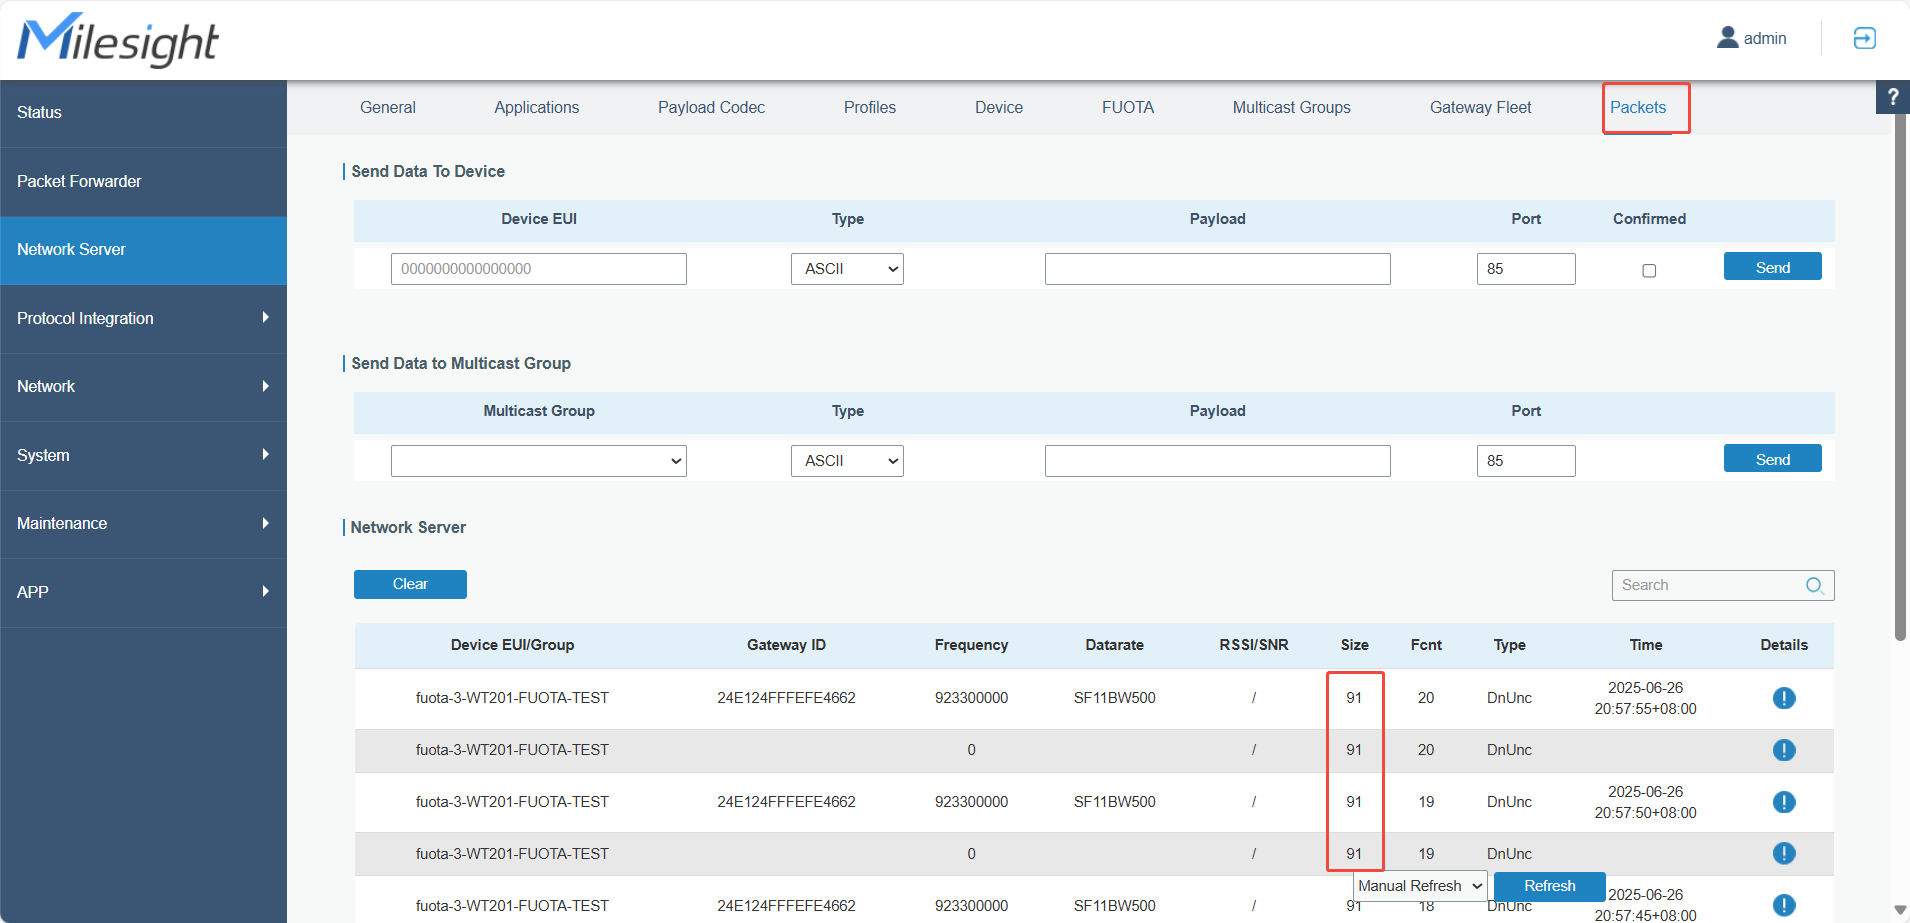 Milesight
admin
Status
Packet Forwarder
Network Server
Protocol Integration
Network
System
Maintenance
APP
General Applications Payload Codec Profiles Device FUOTA Multicast Groups Gateway Fleet Packets
?
Send Data To Device
Device EUI Type Payload Port Confirmed
0000000000000000 ASCII 85 Send
Send Data to Multicast Group
Multicast Group Type Payload Port
ASCII 85 Send
Network Server
Clear Search
Device EUI/Group Gateway ID Frequency Datarate RSSI/SNR Size Fcnt Type Time Details
fuota-3-WT201-FUOTA-TEST 24E124FFFEFE4662 923300000 SF11BW500 / 91 20 DnUnc 2025-06-26
20:57:55+08:00
fuota-3-WT201-FUOTA-TEST 0 / 91 20 DnUnc
fuota-3-WT201-FUOTA-TEST 24E124FFFEFE4662 923300000 SF11BW500 / 91 19 DnUnc 2025-06-26
20:57:50+08:00
fuota-3-WT201-FUOTA-TEST 0 / 91 19 DnUnc
Manual Refresh Refresh
fuota-3-WT201-FUOTA-TEST 24E124FFFEFE4662 923300000 SF11BW500 / 91 18 DnUnc 2025-06-26
20:57:45+08:00